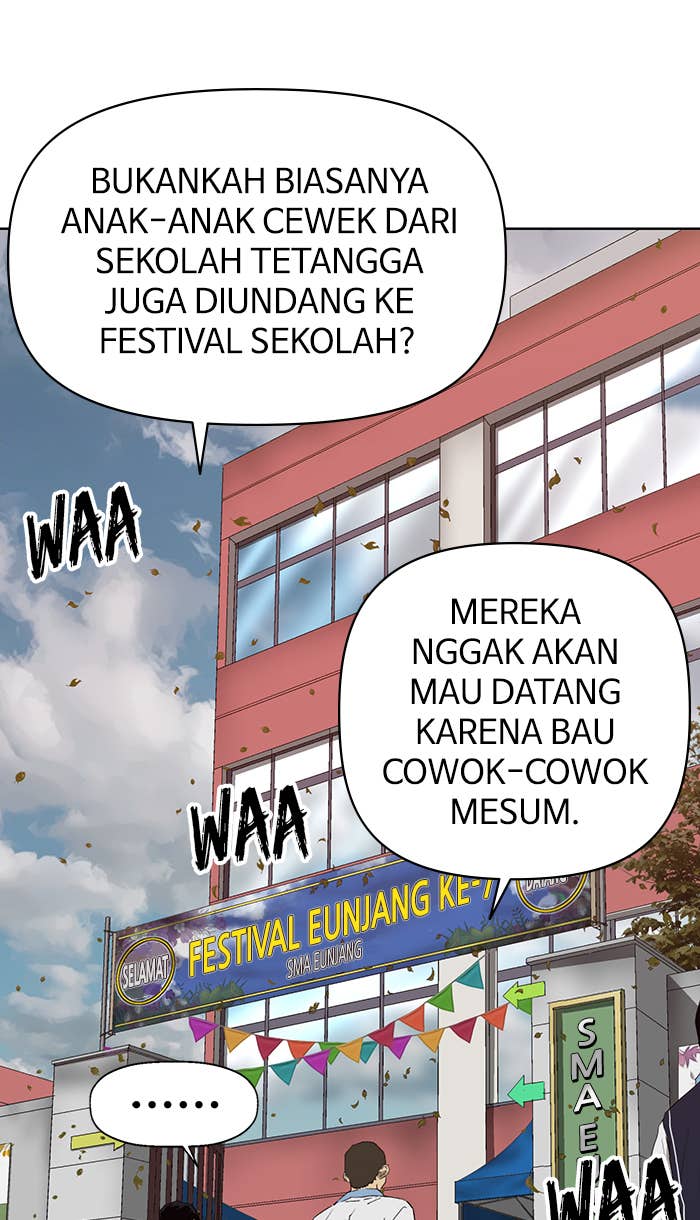 BUKANKAH BIASANYA
ANAK-ANAK CEWEK DARI
SEKOLAH TETANGGA
JUGA DIUNDANG KE
FESTIVAL SEKOLAH?
WAA
MEREKA
NGGAK AKAN
MAU DATANG
KARENA BAU
COWOK-COWOK
MESUM.
WAA
SELAMAT
FESTIVAL EUNJANG KE-7
DATANG
SMA EUNJANG
SMA E
......
WAA